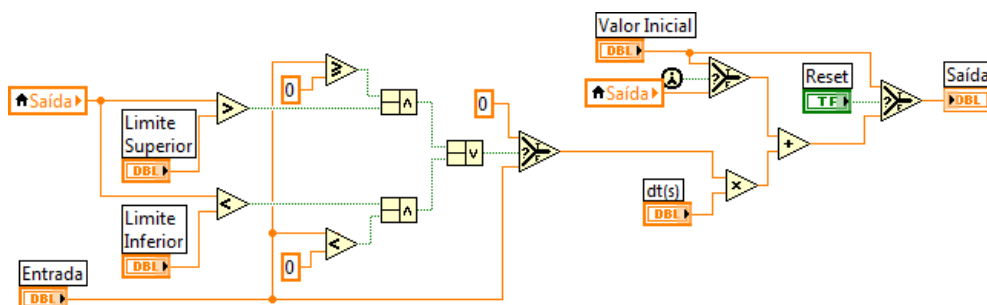 Valor Inicial
DBL
Reset
TF
Saída
DBL
Saída
0
Saída
Limite
Superior
DBL
0
dt(s)
DBL
Limite
Inferior
DBL
0
Entrada
DBL